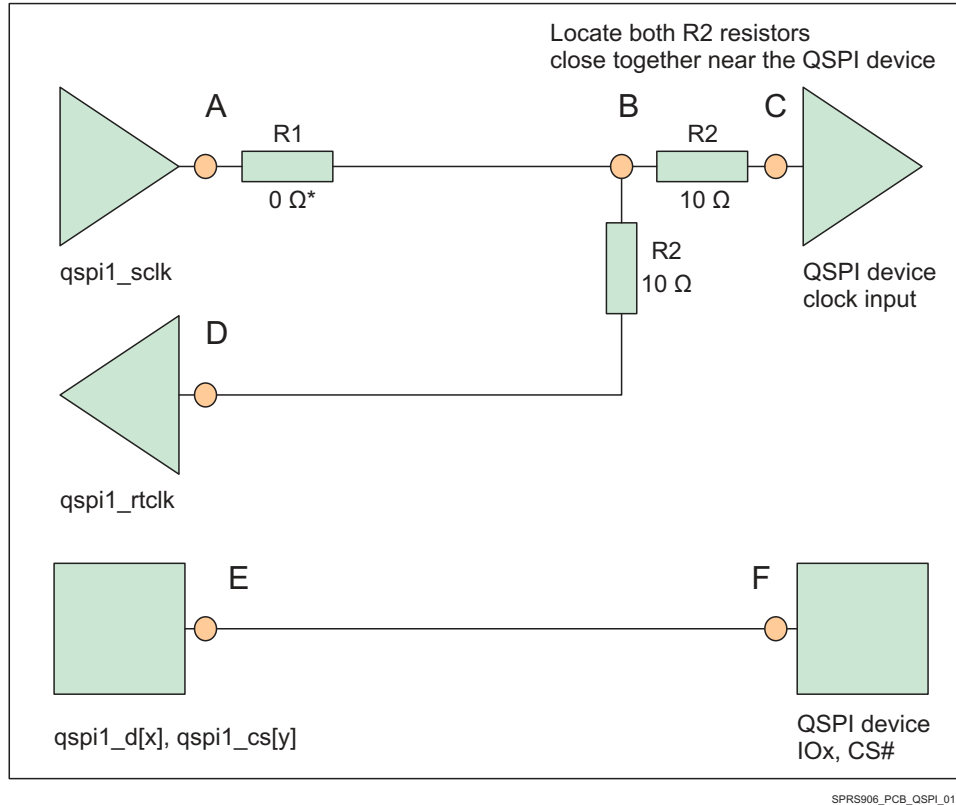 Locate both R2 resistors
close together near the QSPI device
A
B
C
R1
R2
0 Ω*
10 Ω
R2
10 Ω
qspi1_sclk
QSPI device
clock input
D
qspi1_rtclk
E
F
qspi1_d[x], qspi1_cs[y]
QSPI device
IOx, CS#
SPRS906_PCB_QSPI_01